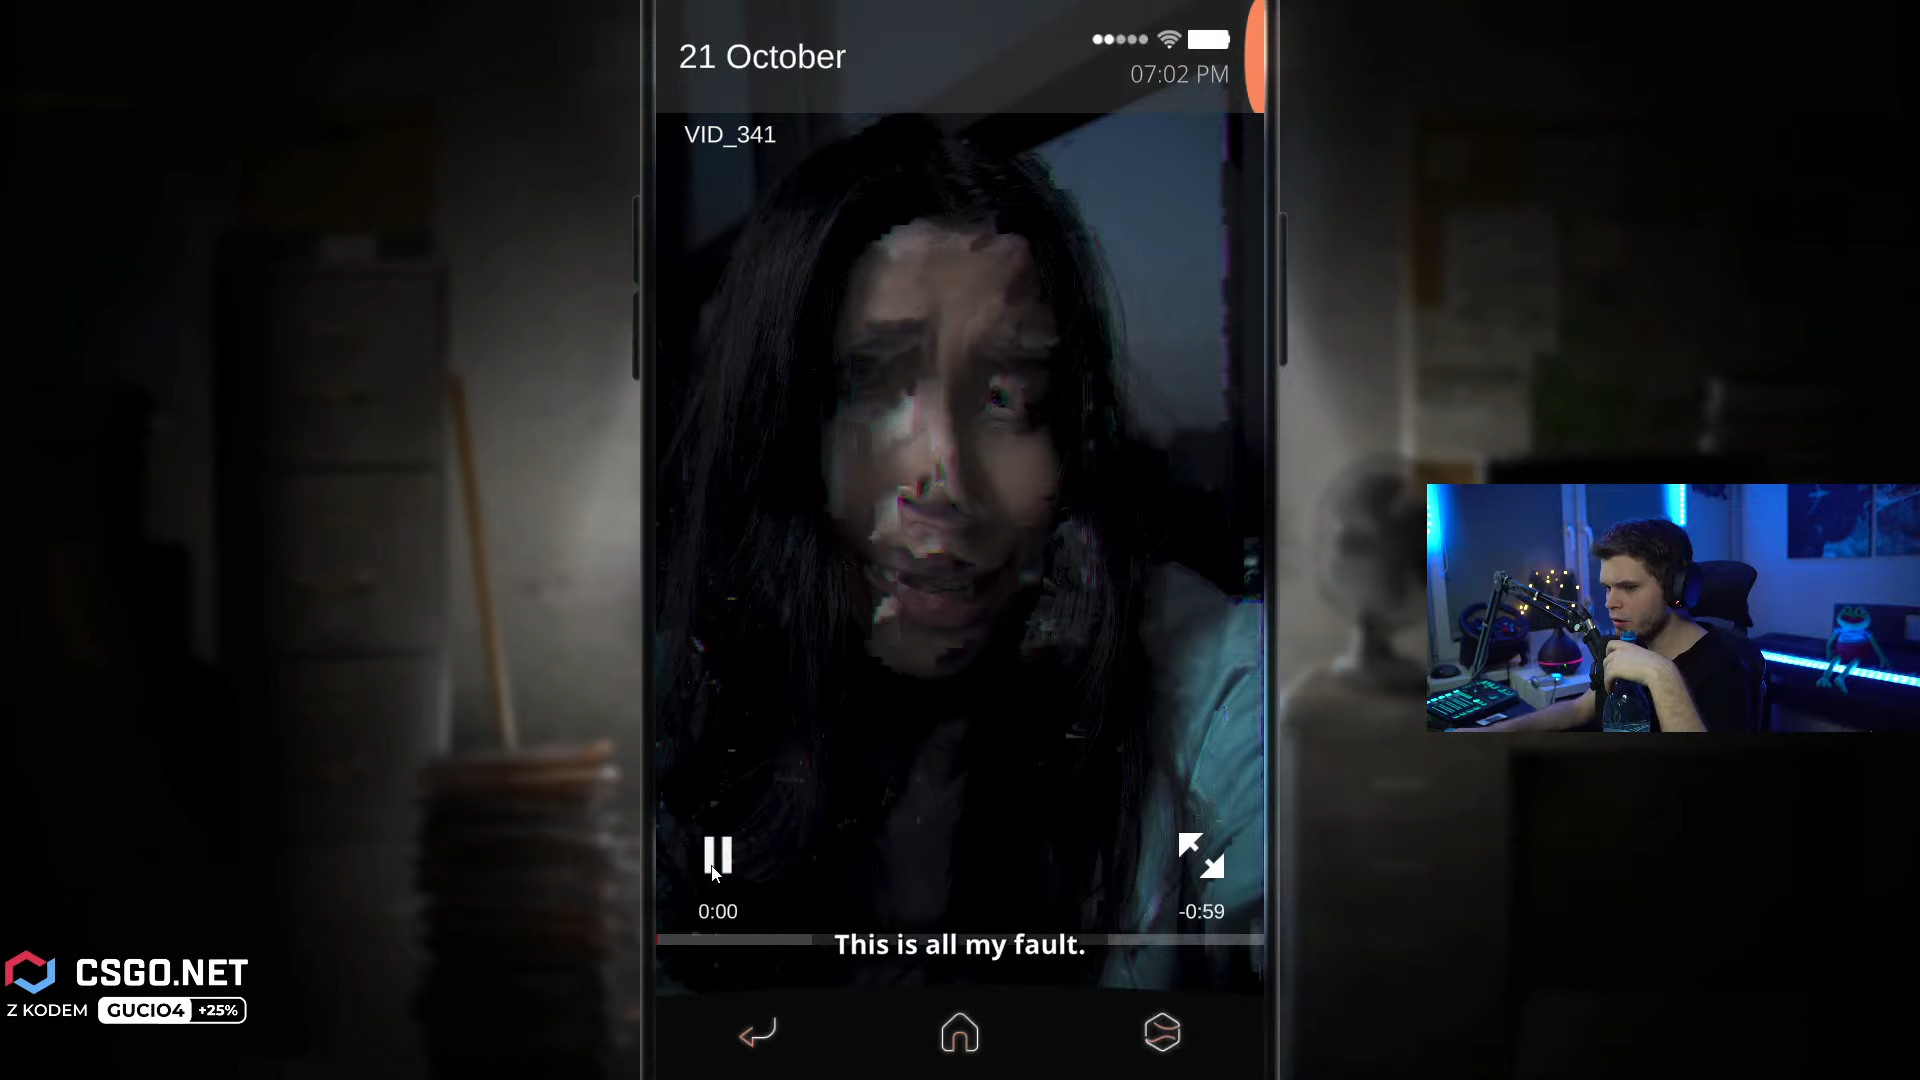 21 October
07:02 PM
VID_341
0:00
-0:59
This is all my fault.
CSGO.NET
Z KODEM GUCIO4 +25%